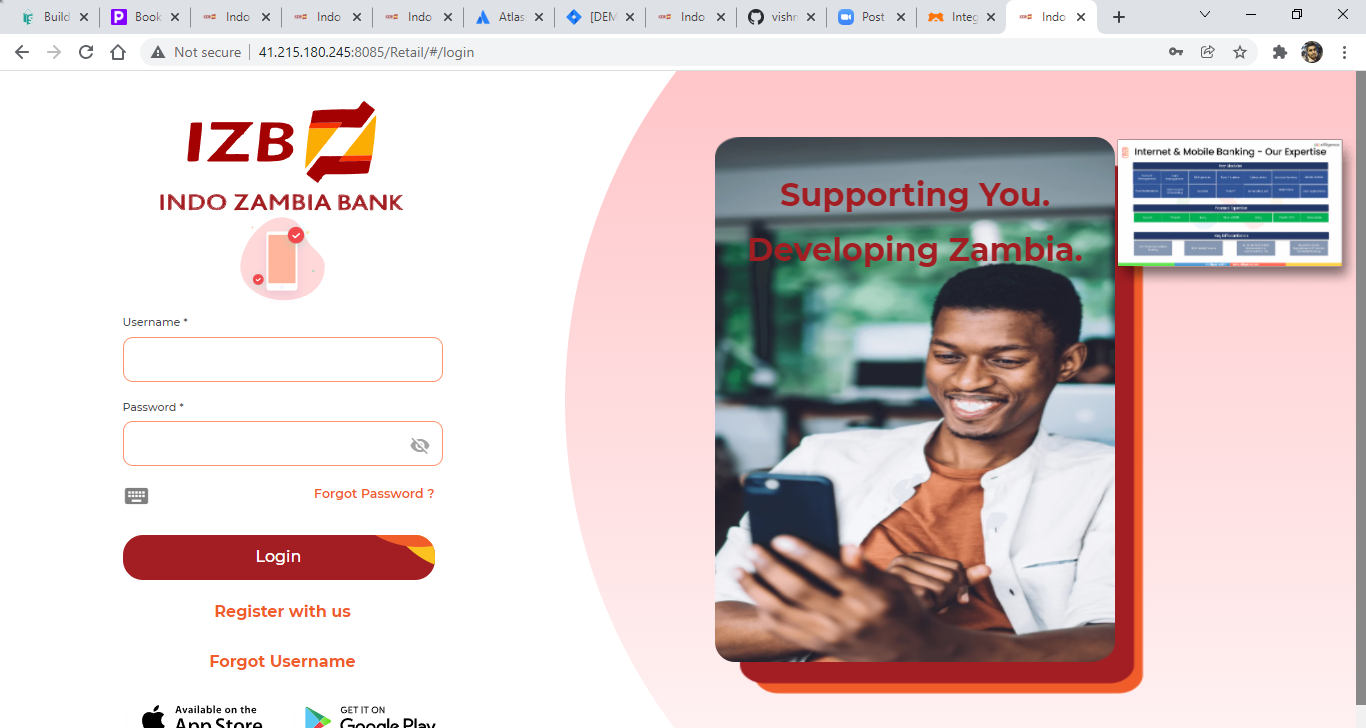 Build
Book
Indo
Indo
Indo
Atlas
[DEM
Indo
vishr
Post
Integ
Indo
Not secure
41.215.180.245:8085/Retail/#/login
IZB
INDO ZAMBIA BANK
Username *
Password *
Forgot Password ?
Login
Register with us
Forgot Username
Available on the
App Store
GET IT ON
Google Play
Supporting You.
Developing Zambia.
Internet & Mobile Banking - Our Expertise